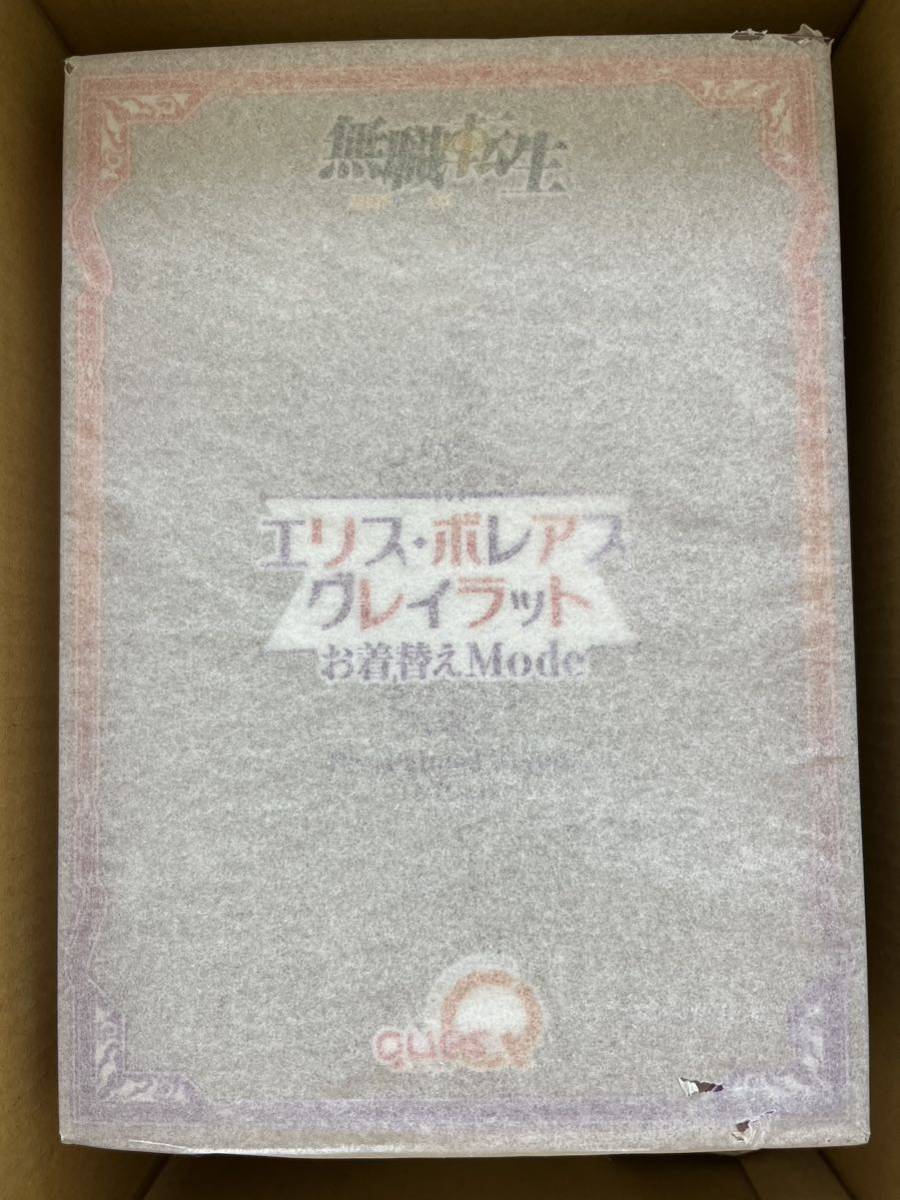 無職転生
エリス・ボレアス
グレイラット
お着替えMode
ques Q